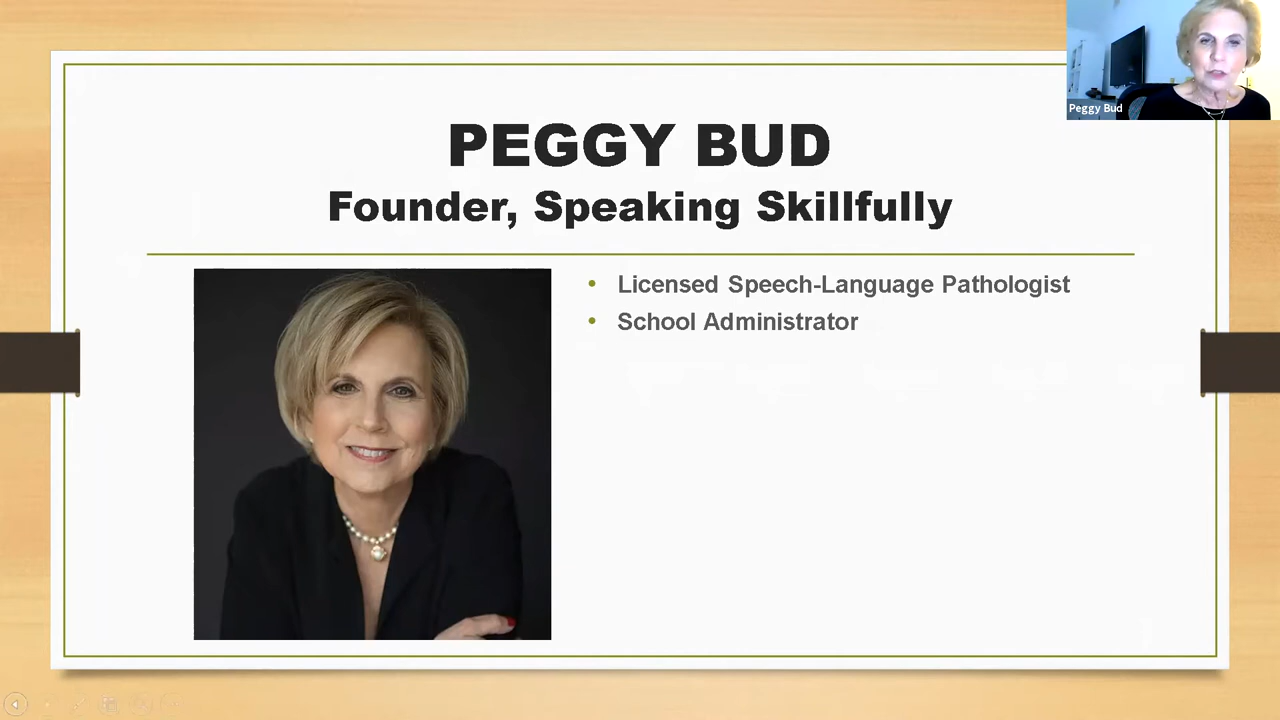 PEGGY BUD
Founder, Speaking Skillfully
Peggy Bud
• Licensed Speech-Language Pathologist
• School Administrator